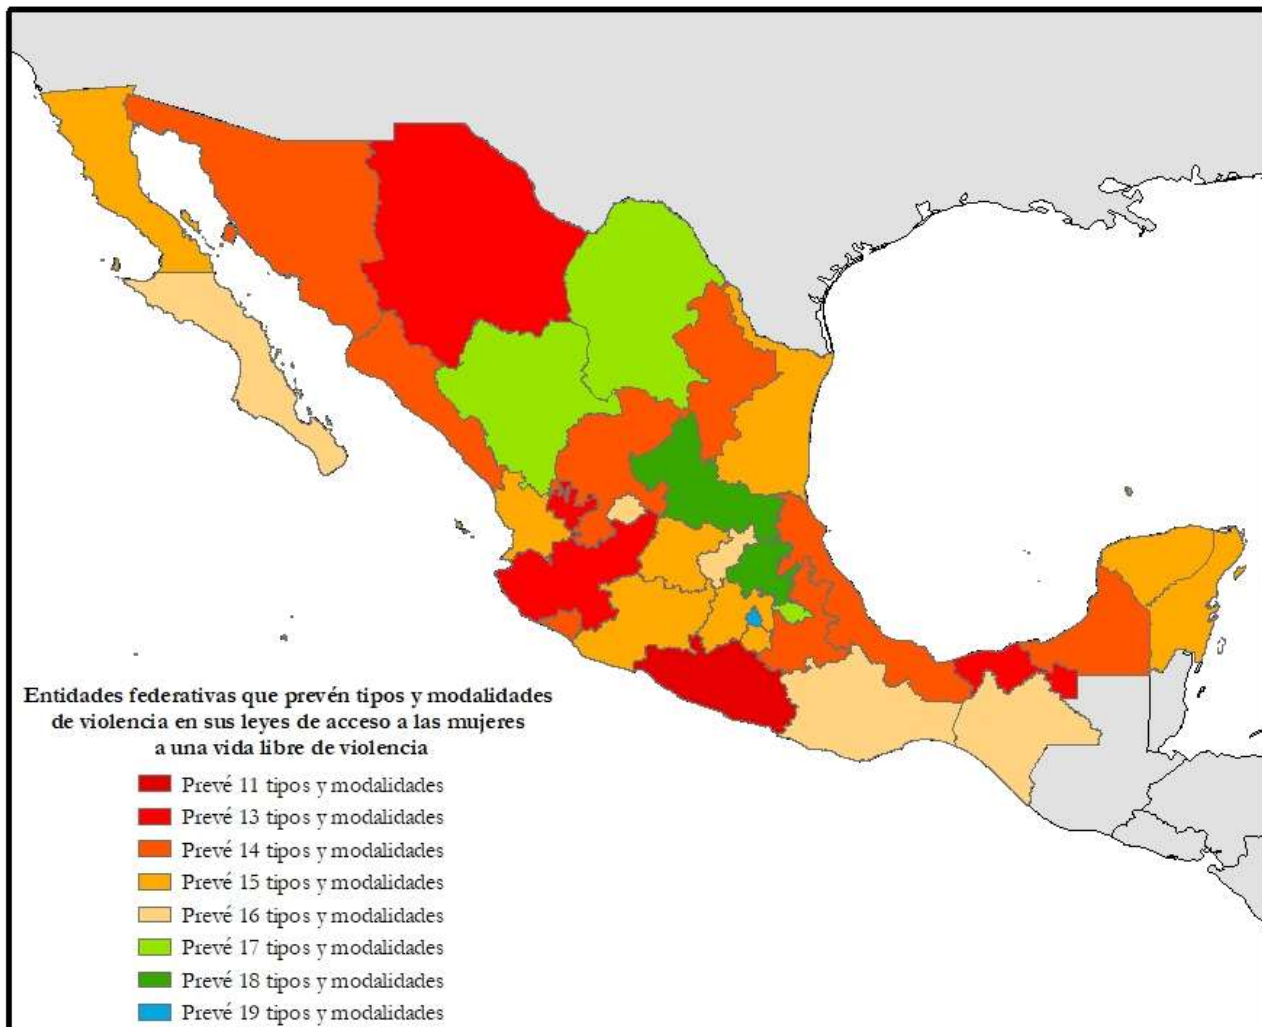 Entidades federativas que prevén tipos y modalidades
de violencia en sus leyes de acceso a las mujeres
a una vida libre de violencia
Prevé 11 tipos y modalidades
Prevé 13 tipos y modalidades
Prevé 14 tipos y modalidades
Prevé 15 tipos y modalidades
Prevé 16 tipos y modalidades
Prevé 17 tipos y modalidades
Prevé 18 tipos y modalidades
Prevé 19 tipos y modalidades